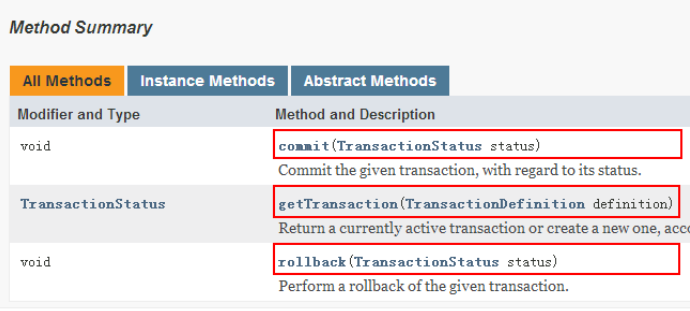 Method Summary
All Methods Instance Methods Abstract Methods
Modifier and Type Method and Description
void commit(TransactionStatus status)
Commit the given transaction, with regard to its status.
TransactionStatus getTransaction(TransactionDefinition definition)
Return a currently active transaction or create a new one, acco
void rollback(TransactionStatus status)
Perform a rollback of the given transaction.